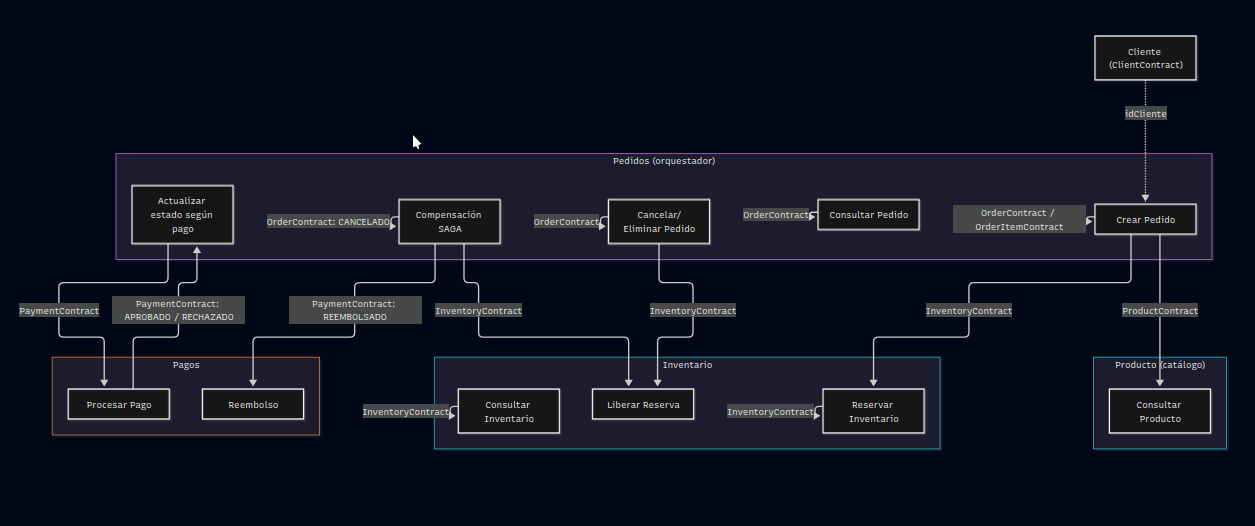 Cliente
(ClientContract)
idCliente
Pedidos (orquestador)
Actualizar
estado según
pago
OrderContract: CANCELADO
Compensación
SAGA
OrderContract
Cancelar/
Eliminar Pedido
OrderContract
Consultar Pedido
OrderContract /
OrderItemContract
Crear Pedido
PaymentContract
PaymentContract:
APROBADO / RECHAZADO
PaymentContract:
REEMBOLSADO
InventoryContract
InventoryContract
InventoryContract
ProductContract
Pagos
Procesar Pago
Reembolso
Inventario
InventoryContract
Consultar
Inventario
Liberar Reserva
InventoryContract
Reservar
Inventario
Producto (catálogo)
Consultar
Producto